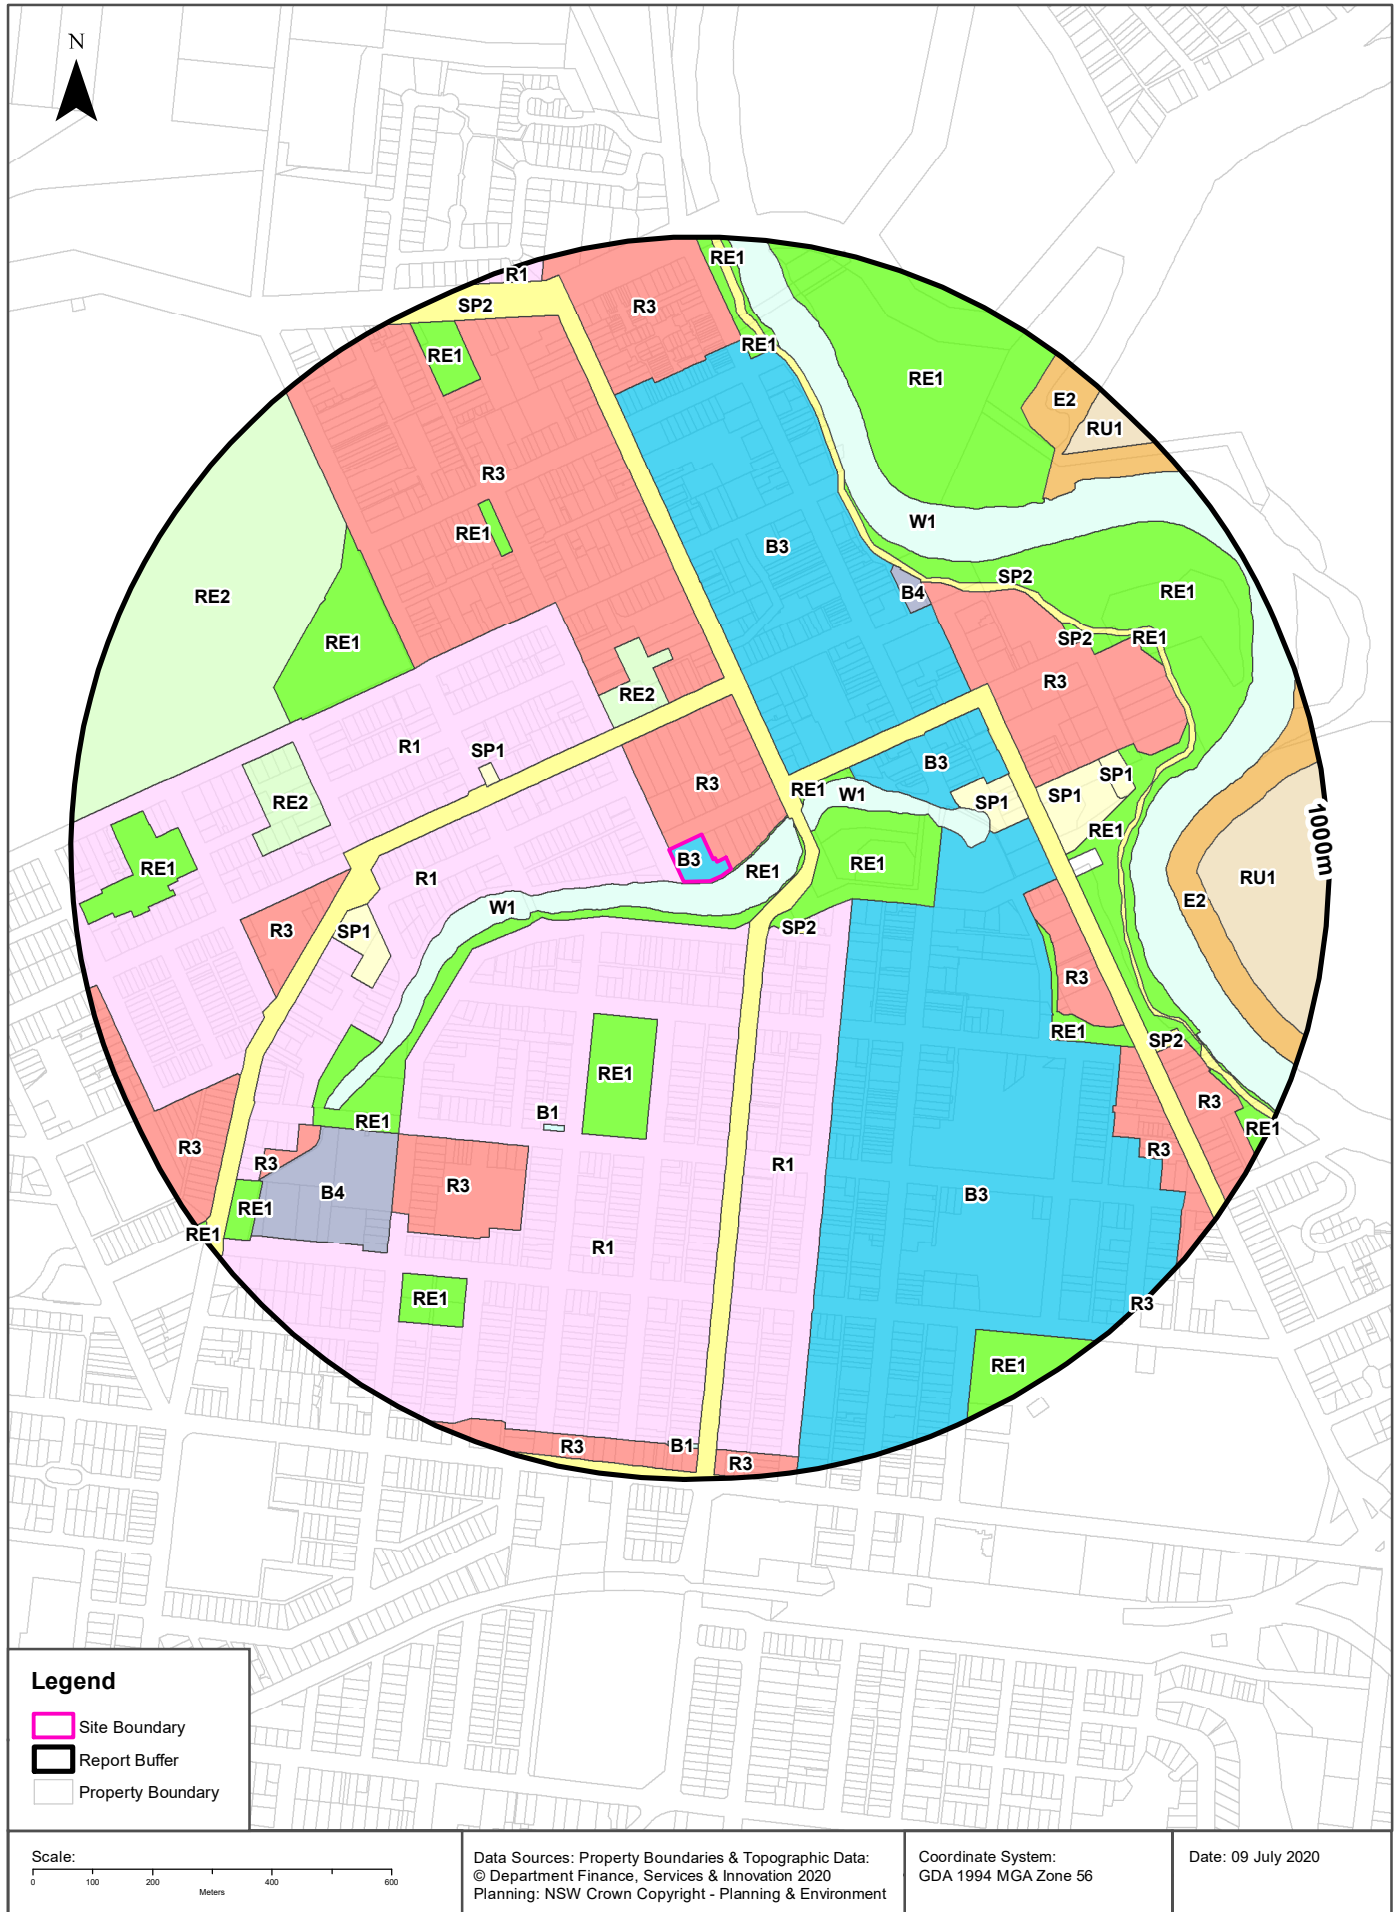 N
RE1
R1
SP2
R3
RE1
RE1
RE1
E2
RU1
R3
W1
RE1
B3
SP2
RE1
B4
RE2
SP2
RE1
RE1
R3
RE2
R1
SP1
B3
SP1
R3
RE1
W1
SP1
SP1
RE2
1000m
RE1
B3
RE1
RE1
RE1
R1
RU1
E2
W1
SP1
R3
SP2
R3
RE1
SP2
RE1
R3
B1
RE1
RE1
R3
R3
R3
R1
B4
R3
B3
RE1
RE1
R1
RE1
R3
RE1
R3
B1
R3
Legend
Site Boundary
Report Buffer
Property Boundary
Scale:
0 100 200 400 600
Meters
Data Sources: Property Boundaries & Topographic Data:
© Department Finance, Services & Innovation 2020
Planning: NSW Crown Copyright - Planning & Environment
Coordinate System:
GDA 1994 MGA Zone 56
Date: 09 July 2020